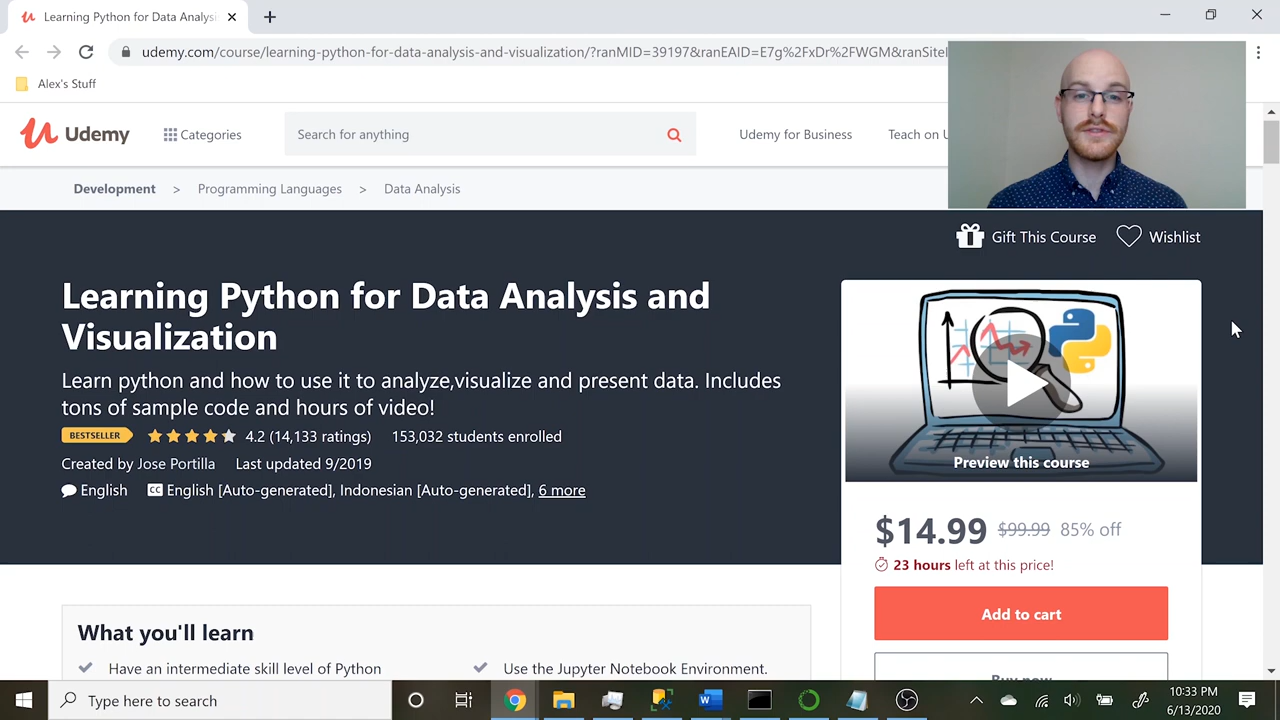 Learning Python for Data Analysis
udemy.com/course/learning-python-for-data-analysis-and-visualization/?ranMID=39197&ranEAID=E7g%2FxDr%2FWGM&ranSiteI
Alex's Stuff
Udemy
Categories
Search for anything
Udemy for Business
Teach on U
Development > Programming Languages > Data Analysis
Gift This Course
Wishlist
Learning Python for Data Analysis and
Visualization
Learn python and how to use it to analyze,visualize and present data. Includes
tons of sample code and hours of video!
BESTSELLER 4.2 (14,133 ratings) 153,032 students enrolled
Created by Jose Portilla Last updated 9/2019
English CC English [Auto-generated], Indonesian [Auto-generated], 6 more
Preview this course
$14.99 $99.99 85% off
23 hours left at this price!
Add to cart
Buy now
What you'll learn
Have an intermediate skill level of Python
Use the Jupyter Notebook Environment.
Type here to search
10:33 PM
6/13/2020